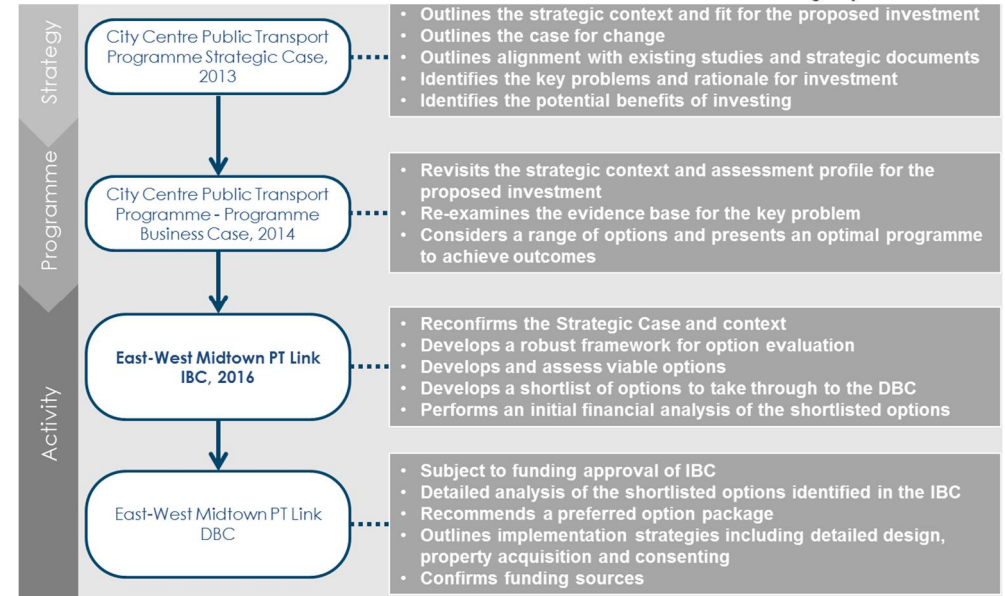 Strategy
City Centre Public Transport
Programme Strategic Case,
2013
• Outlines the strategic context and fit for the proposed investment
• Outlines the case for change
• Outlines alignment with existing studies and strategic documents
• Identifies the key problems and rationale for investment
• Identifies the potential benefits of investing
Programme
City Centre Public Transport
Programme - Programme
Business Case, 2014
• Revisits the strategic context and assessment profile for the
proposed investment
• Re-examines the evidence base for the key problem
• Considers a range of options and presents an optimal programme
to achieve outcomes
Activity
East-West Midtown PT Link
IBC, 2016
• Reconfirms the Strategic Case and context
• Develops a robust framework for option evaluation
• Develops and assess viable options
• Develops a shortlist of options to take through to the DBC
• Performs an initial financial analysis of the shortlisted options
East-West Midtown PT Link
DBC
• Subject to funding approval of IBC
• Detailed analysis of the shortlisted options identified in the IBC
• Recommends a preferred option package
• Outlines implementation strategies including detailed design,
property acquisition and consenting
• Confirms funding sources